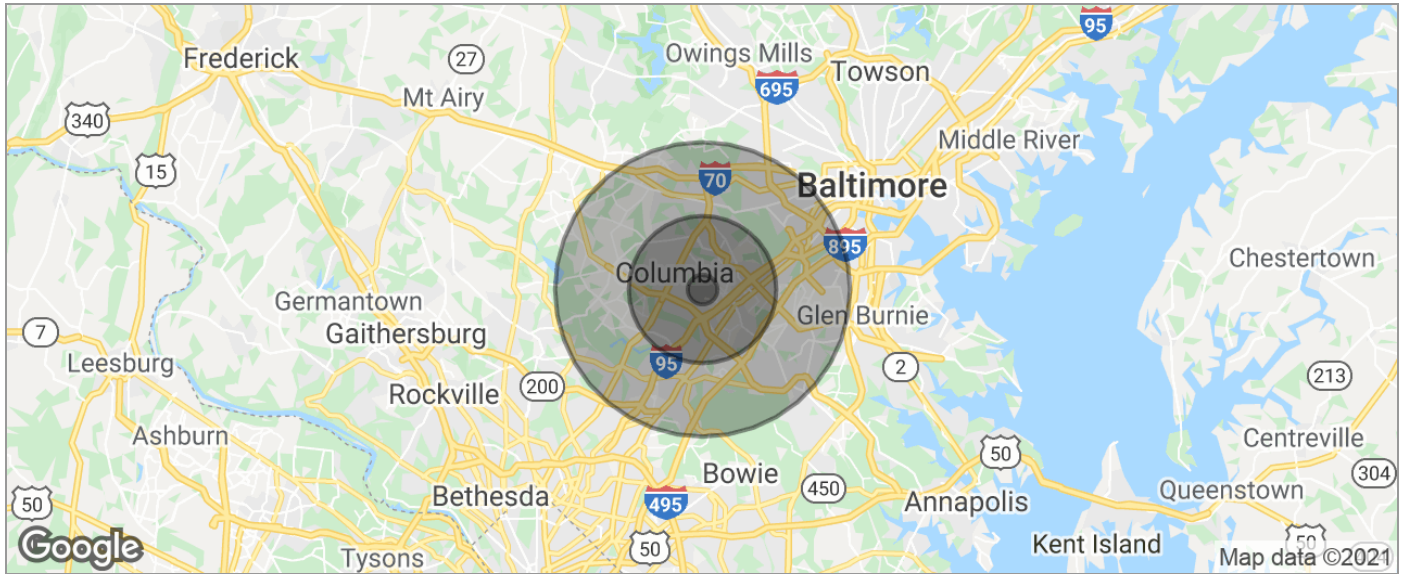 95
Owings Mills
Frederick
27
Towson
695
Mt Airy
340
Middle River
15
70
Baltimore
895
Chestertown
Columbia
Germantown
Glen Burnie
7
Gaithersburg
Leesburg
95
2
213
200
Rockville
Ashburn
Centreville
50
Bowie
304
450
Queenstown
Bethesda
495
Annapolis
50
50
Kent Island
50
Google
Tysons
Map data ©2021